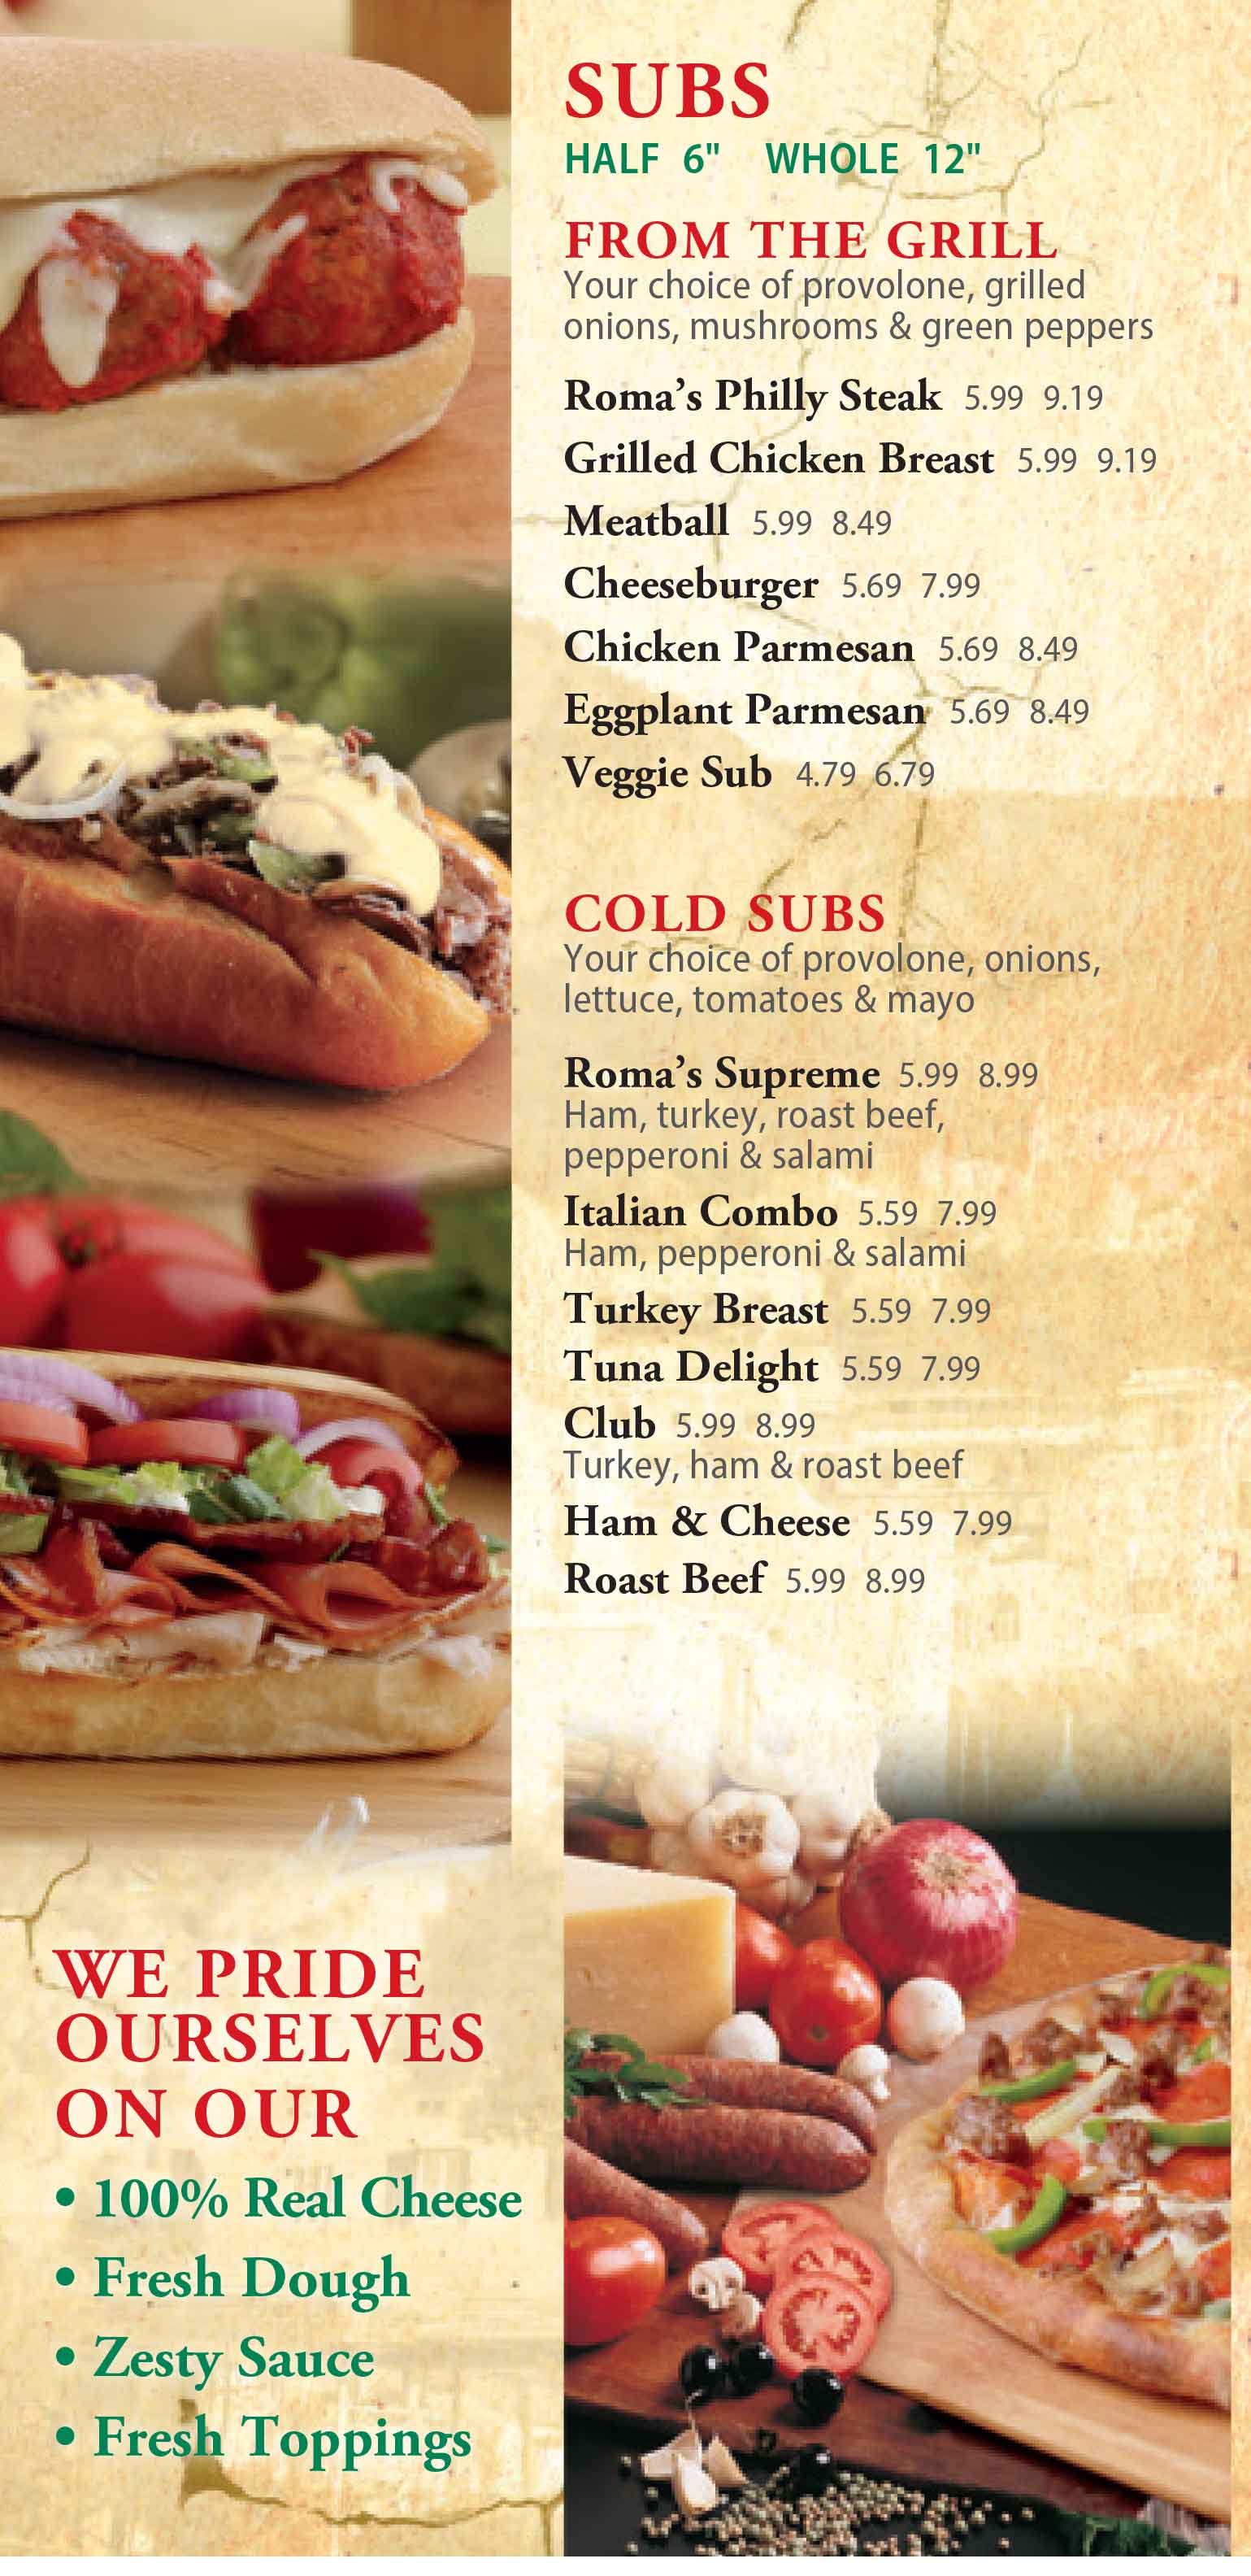 SUBS
HALF 6" WHOLE 12"
FROM THE GRILL
Your choice of provolone, grilled
onions, mushrooms & green peppers
Roma’s Philly Steak 5.99 9.19
Grilled Chicken Breast 5.99 9.19
Meatball 5.99 8.49
Cheeseburger 5.69 7.99
Chicken Parmesan 5.69 8.49
Eggplant Parmesan 5.69 8.49
Veggie Sub 4.79 6.79
COLD SUBS
Your choice of provolone, onions,
lettuce, tomatoes & mayo
Roma’s Supreme 5.99 8.99
Ham, turkey, roast beef,
pepperoni & salami
Italian Combo 5.59 7.99
Ham, pepperoni & salami
Turkey Breast 5.59 7.99
Tuna Delight 5.59 7.99
Club 5.99 8.99
Turkey, ham & roast beef
Ham & Cheese 5.59 7.99
Roast Beef 5.99 8.99
WE PRIDE
OURSELVES
ON OUR
• 100% Real Cheese
• Fresh Dough
• Zesty Sauce
• Fresh Toppings